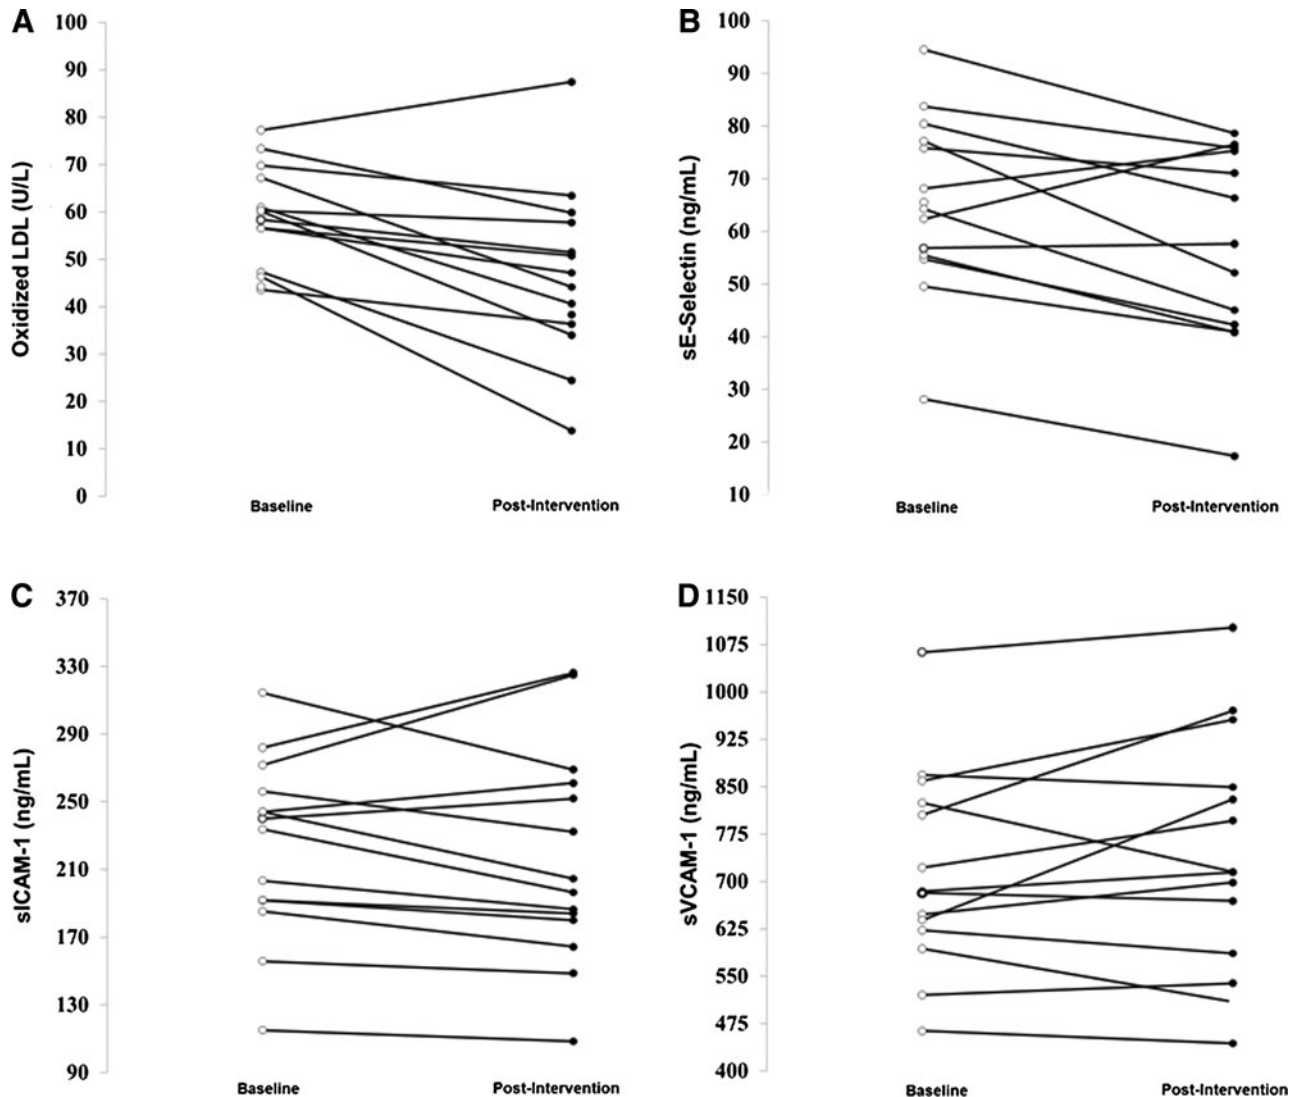 A
100
90
80
70
60
50
40
30
20
10
0
Oxidized LDL (U/L)
Baseline
Post-Intervention
B
100
90
80
70
60
50
40
30
20
10
sE-Selectin (ng/mL)
Baseline
Post-Intervention
C
370
330
290
250
210
170
130
90
sICAM-1 (ng/mL)
Baseline
Post-Intervention
D
1150
1075
1000
925
850
775
700
625
550
475
400
sVCAM-1 (ng/mL)
Baseline
Post-Intervention